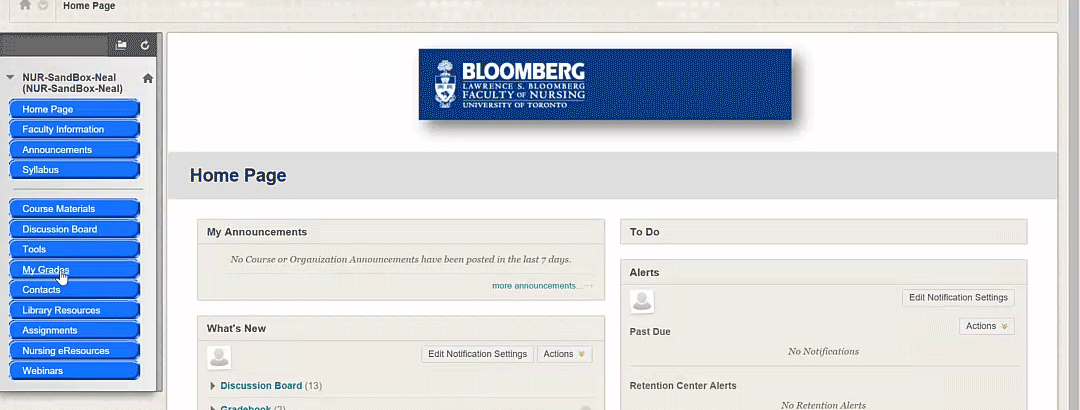 Home Page
NUR-SandBox-Neal
(NUR-SandBox-Neal)
Home Page
Faculty Information
Announcements
Syllabus
Course Materials
Discussion Board
Tools
My Grades
Contacts
Library Resources
Assignments
Nursing eResources
Webinars
BLOOMBERG
LAWRENCE S. BLOOMBERG
FACULTY OF NURSING
UNIVERSITY OF TORONTO
Home Page
My Announcements
No Course or Organization Announcements have been posted in the last 7 days.
more announcements...
What's New
Edit Notification Settings
Actions
Discussion Board (13)
Gradebook (2)
To Do
Alerts
Edit Notification Settings
Past Due
Actions
No Notifications
Retention Center Alerts
No Retention Alerts